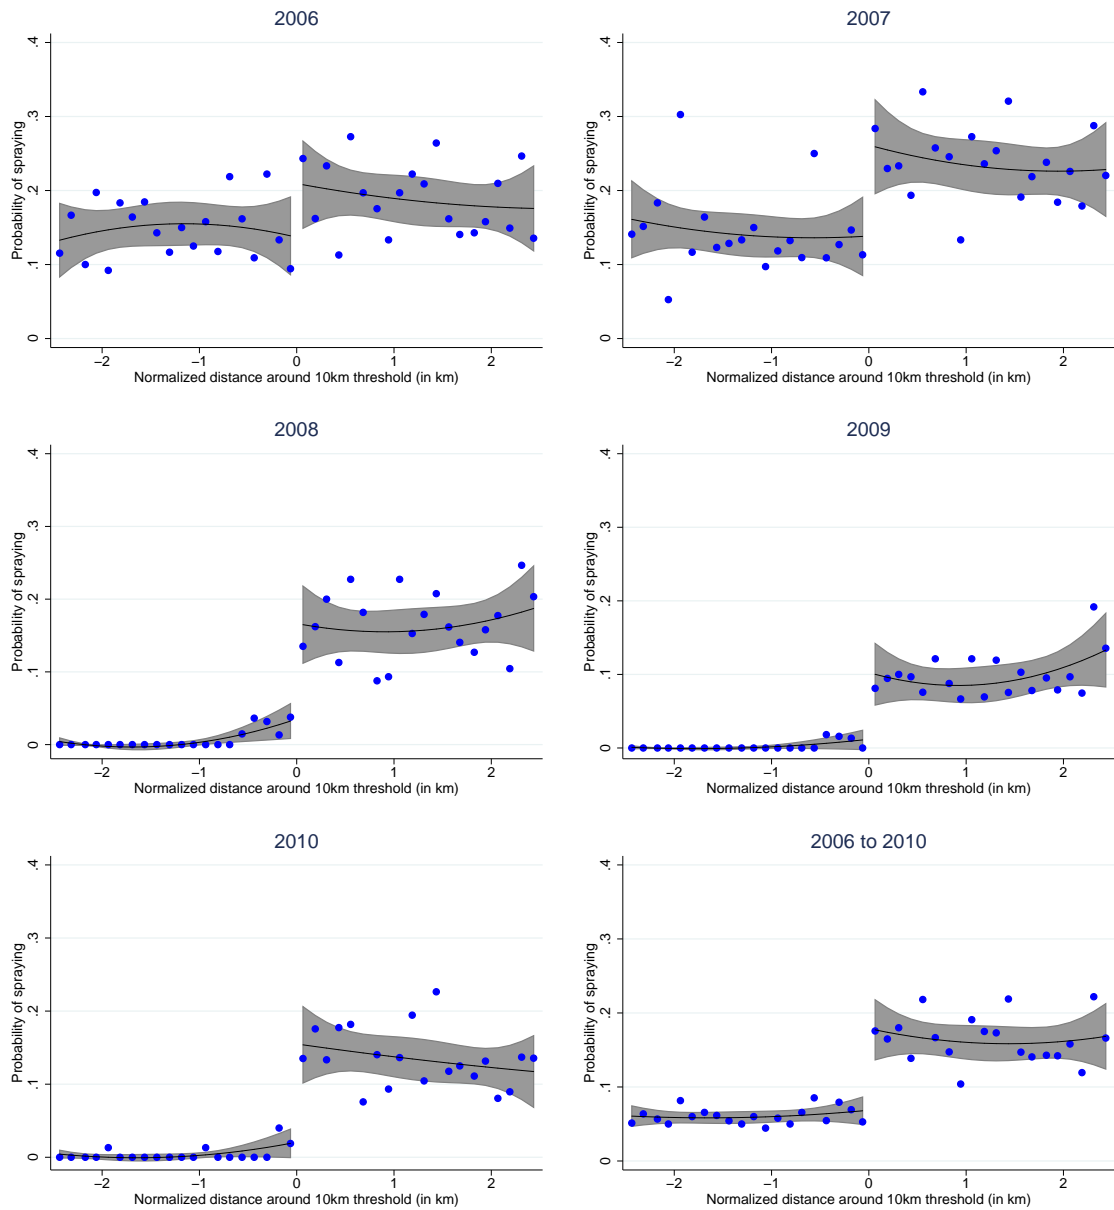 2006
Probability of spraying
.4
.3
.2
.1
0
−2 −1 0 1 2
Normalized distance around 10km threshold (in km)
2007
Probability of spraying
.4
.3
.2
.1
0
−2 −1 0 1 2
Normalized distance around 10km threshold (in km)
2008
Probability of spraying
.4
.3
.2
.1
0
−2 −1 0 1 2
Normalized distance around 10km threshold (in km)
2009
Probability of spraying
.4
.3
.2
.1
0
−2 −1 0 1 2
Normalized distance around 10km threshold (in km)
2010
Probability of spraying
.4
.3
.2
.1
0
−2 −1 0 1 2
Normalized distance around 10km threshold (in km)
2006 to 2010
Probability of spraying
.4
.3
.2
.1
0
−2 −1 0 1 2
Normalized distance around 10km threshold (in km)